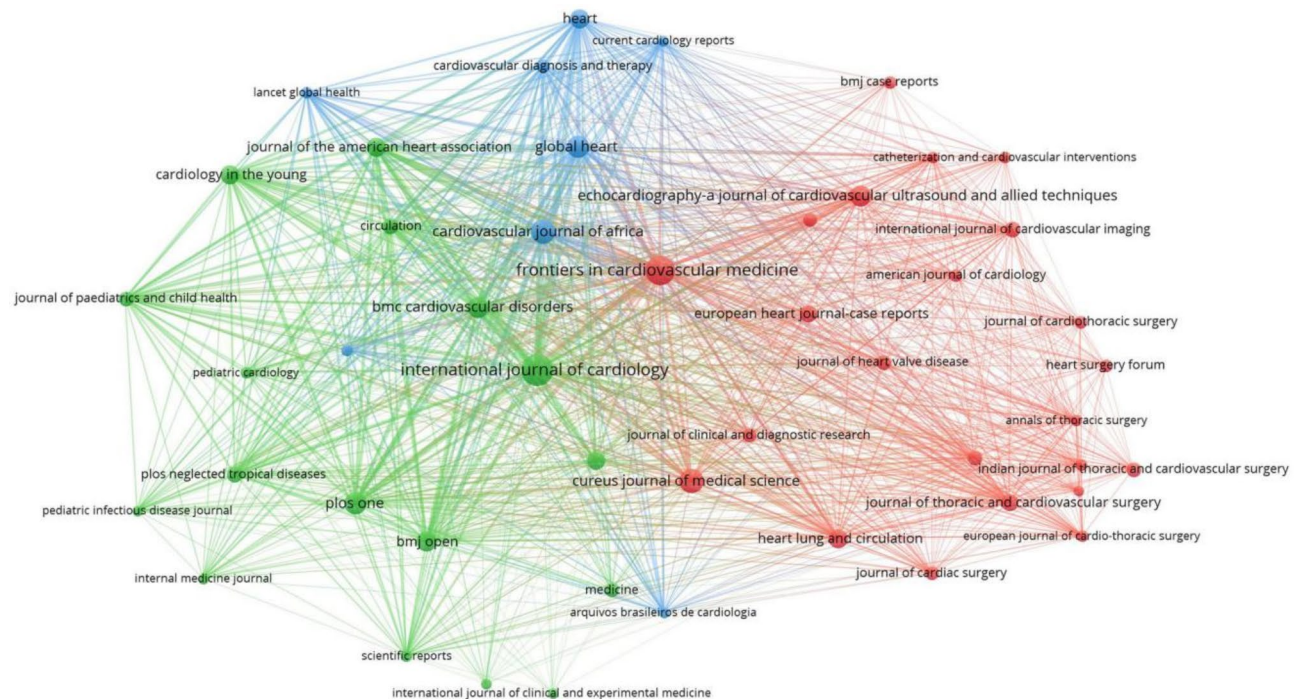 heart
current cardiology reports
cardiovascular diagnosis and therapy
bmj case reports
lancet global health
journal of the american heart association
global heart
catheterization and cardiovascular interventions
cardiology in the young
echocardiography-a journal of cardiovascular ultrasound and allied techniques
circulation
cardiovascular journal of africa
international journal of cardiovascular imaging
frontiers in cardiovascular medicine
american journal of cardiology
journal of paediatrics and child health
bmc cardiovascular disorders
european heart journal-case reports
journal of cardiothoracic surgery
journal of heart valve disease
heart surgery forum
pediatric cardiology
international journal of cardiology
annals of thoracic surgery
journal of clinical and diagnostic research
plos neglected tropical diseases
indian journal of thoracic and cardiovascular surgery
cureus journal of medical science
plos one
journal of thoracic and cardiovascular surgery
pediatric infectious disease journal
bmj open
heart lung and circulation
european journal of cardio-thoracic surgery
internal medicine journal
journal of cardiac surgery
medicine
arquivos brasileiros de cardiologia
scientific reports
international journal of clinical and experimental medicine